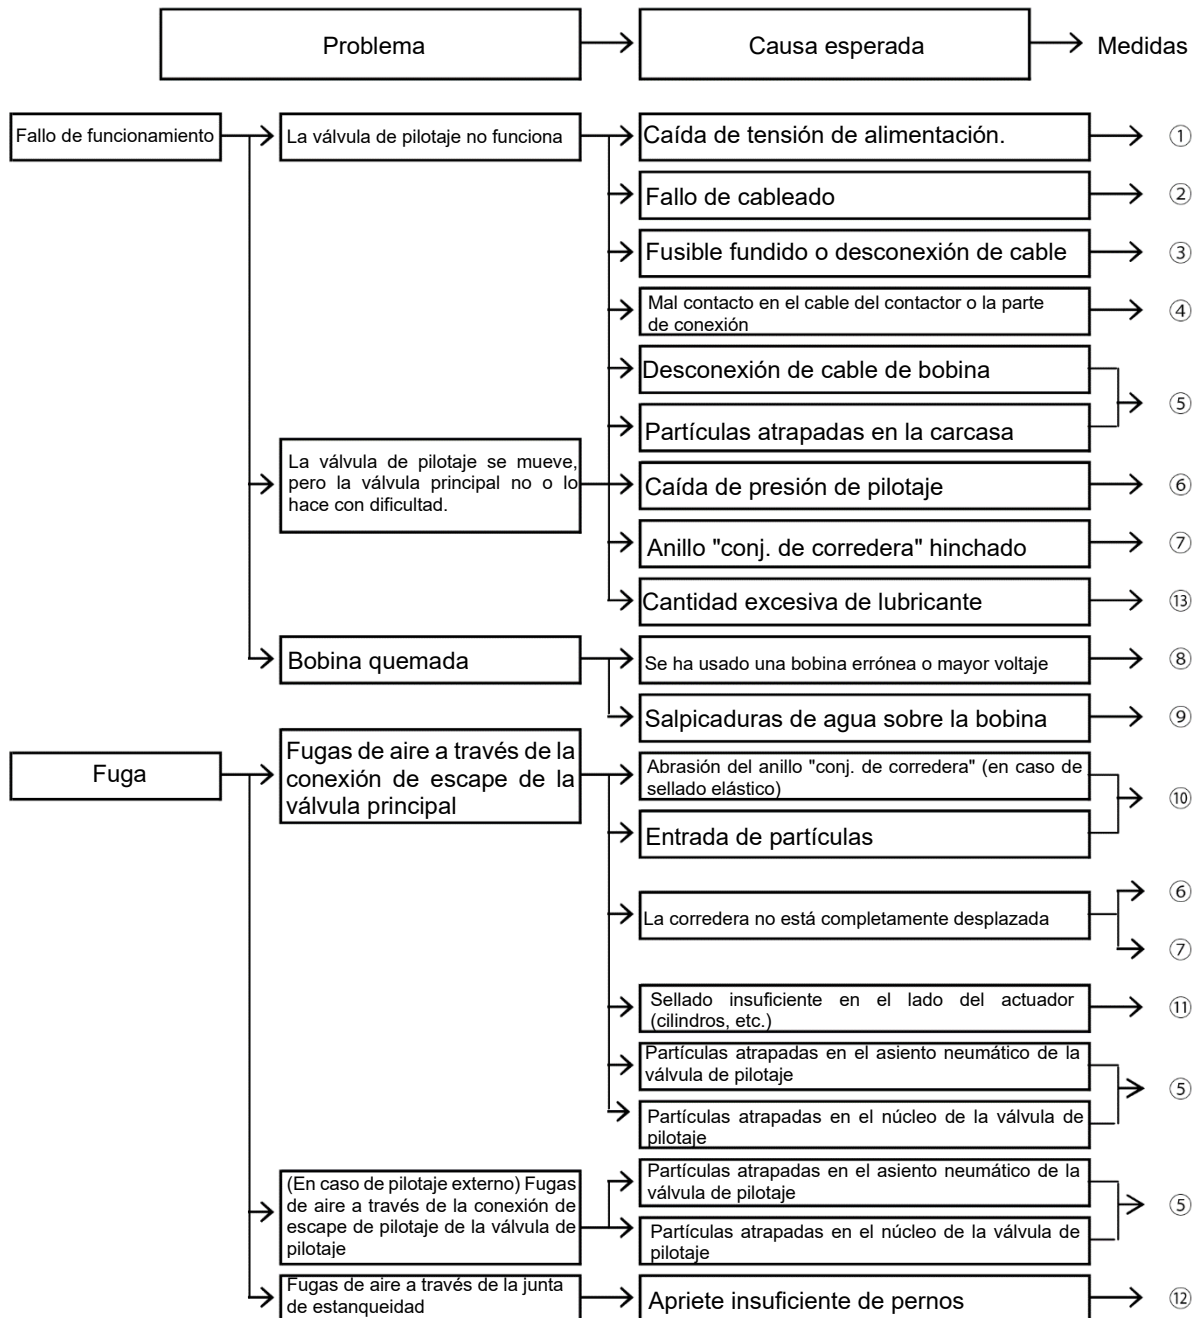 Problema
Causa esperada
Medidas
Fallo de funcionamiento
La válvula de pilotaje no funciona
Caída de tensión de alimentación.
①
Fallo de cableado
②
Fusible fundido o desconexión de cable
③
Mal contacto en el cable del contactor o la parte
de conexión
④
Desconexión de cable de bobina
⑤
Partículas atrapadas en la carcasa
La válvula de pilotaje se mueve,
pero la válvula principal no o lo
hace con dificultad.
Caída de presión de pilotaje
⑥
Anillo "conj. de corredera" hinchado
⑦
Cantidad excesiva de lubricante
⑬
Bobina quemada
Se ha usado una bobina errónea o mayor voltaje
⑧
Salpicaduras de agua sobre la bobina
⑨
Fuga
Fugas de aire a través de la
conexión de escape de la
válvula principal
Abrasión del anillo "conj. de corredera" (en caso de
sellado elástico)
⑩
Entrada de partículas
La corredera no está completamente desplazada
⑥
⑦
Sellado insuficiente en el lado del actuador
(cilindros, etc.)
⑪
Partículas atrapadas en el asiento neumático de la
válvula de pilotaje
⑤
Partículas atrapadas en el núcleo de la válvula de
pilotaje
(En caso de pilotaje externo) Fugas
de aire a través de la conexión de
escape de pilotaje de la válvula de
pilotaje
Partículas atrapadas en el asiento neumático de la
válvula de pilotaje
⑤
Partículas atrapadas en el núcleo de la válvula de
pilotaje
Fugas de aire a través de la junta
de estanqueidad
Apriete insuficiente de pernos
⑫